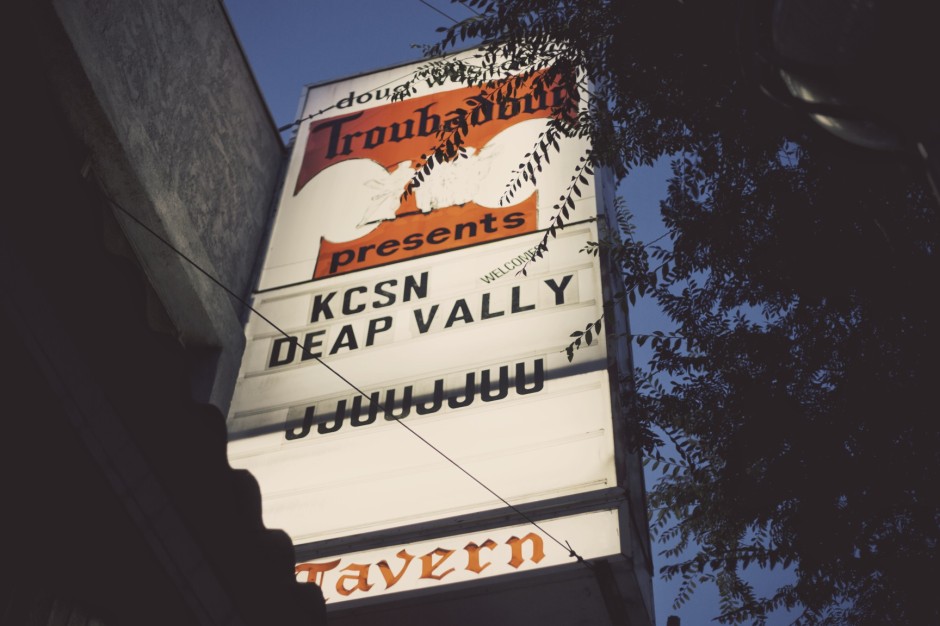 doug
Troubadour
presents
WELCOME
KCSN
DEAP VALLY
JJUUJJUU
Tavern